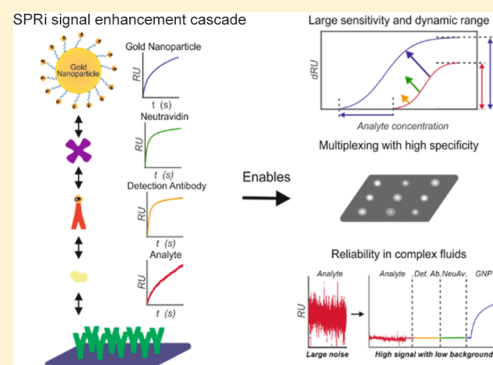 SPRi signal enhancement cascade
Gold Nanoparticle
Gold
Nanoparticle
RU
t (s)
Neutravidin
RU
t (s)
Detection Antibody
RU
t (s)
Analyte
RU
t (s)
Enables
Large sensitivity and dynamic range
dRU
Analyte concentration
Multiplexing with high specificity
Reliability in complex fluids
Analyte
Analyte Det. Ab. NeuAv. GNP
RU
Large noise
High signal with low background